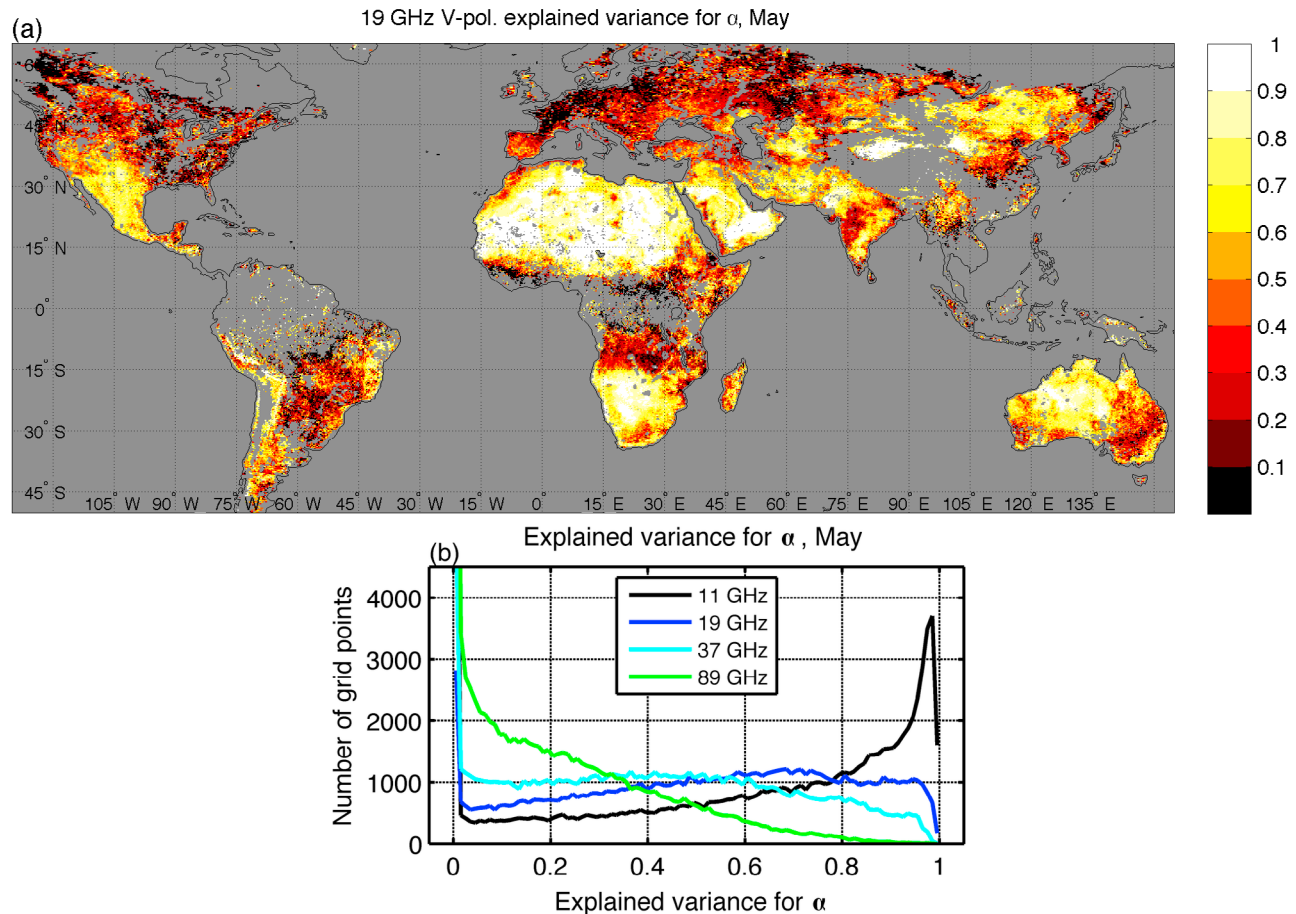 19 GHz V-pol. explained variance for α, May
(a)
1
0.9
0.8
0.7
0.6
0.5
0.4
0.3
0.2
0.1
60° N
45° N
30° N
15° N
0°
15° S
30° S
45° S
105° W 75° W 60° W 45° W 30° W 15° W 0° 15° E 30° E 45° E 60° E 75° E 90° E 105° E 120° E 135° E
Explained variance for α , May
(b)
11 GHz
19 GHz
37 GHz
89 GHz
Number of grid points
4000
3000
2000
1000
0
0 0.2 0.4 0.6 0.8 1
Explained variance for α